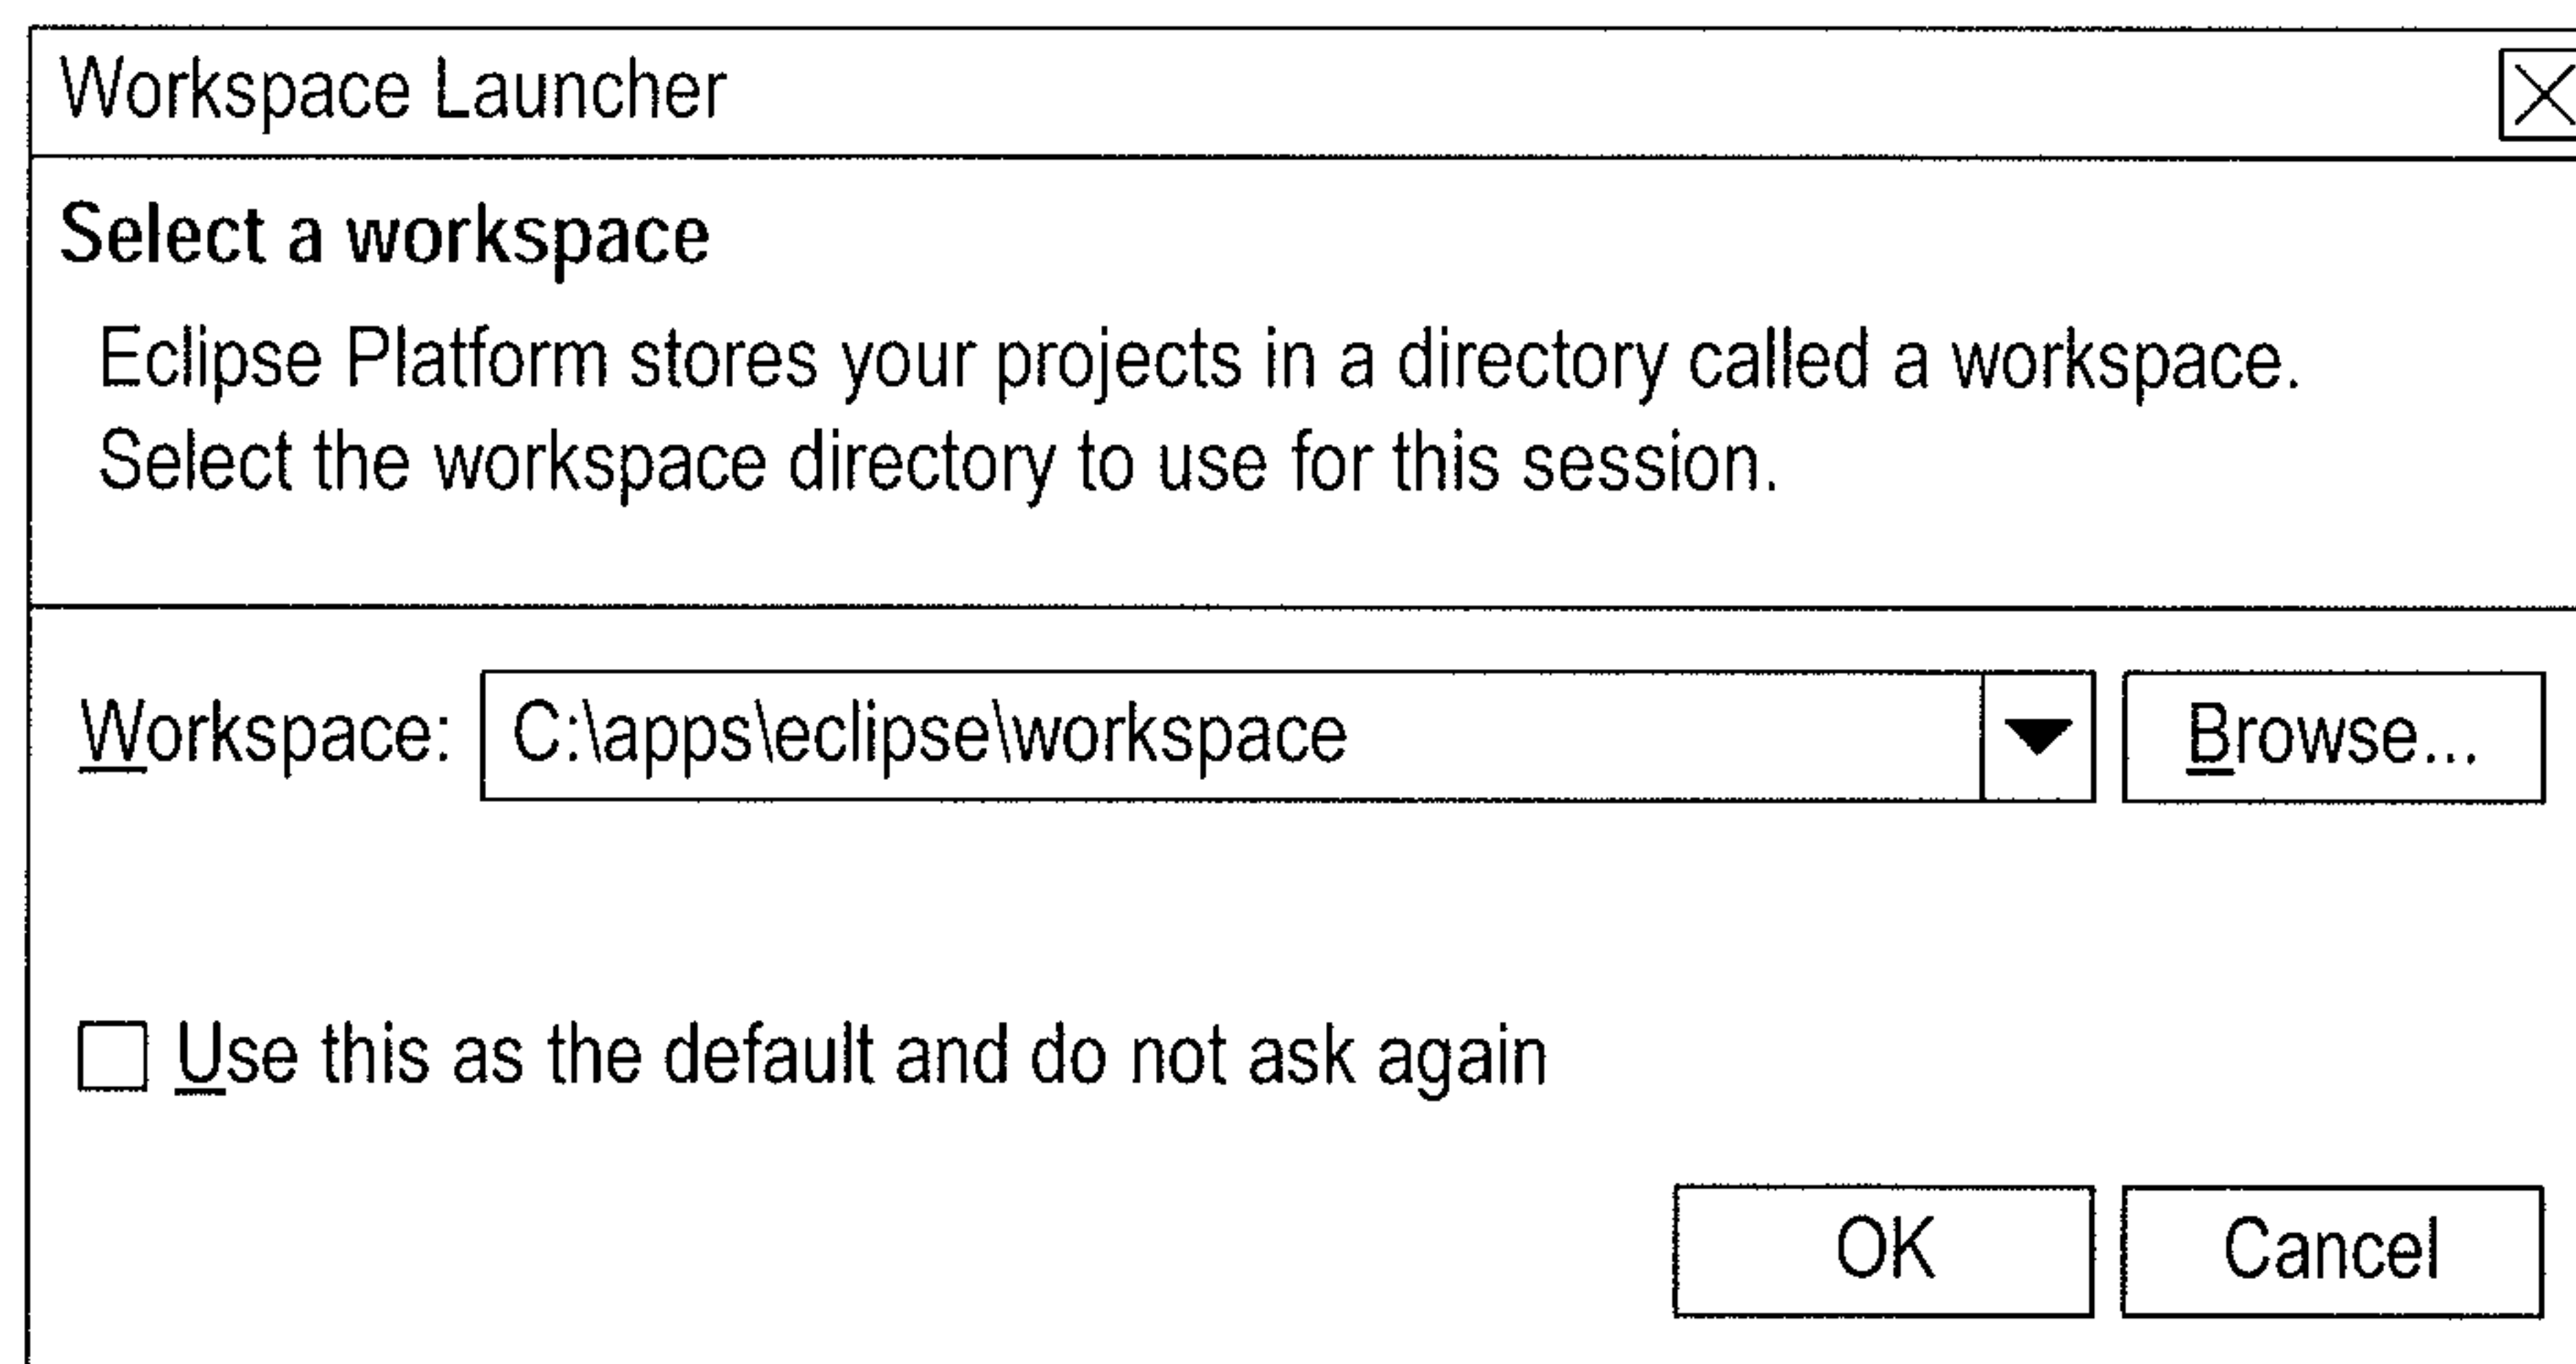 Workspace Launcher
Select a workspace
Eclipse Platform stores your projects in a directory called a workspace.
Select the workspace directory to use for this session.
Workspace: C:\apps\eclipse\workspace Browse...
Use this as the default and do not ask again
OK Cancel